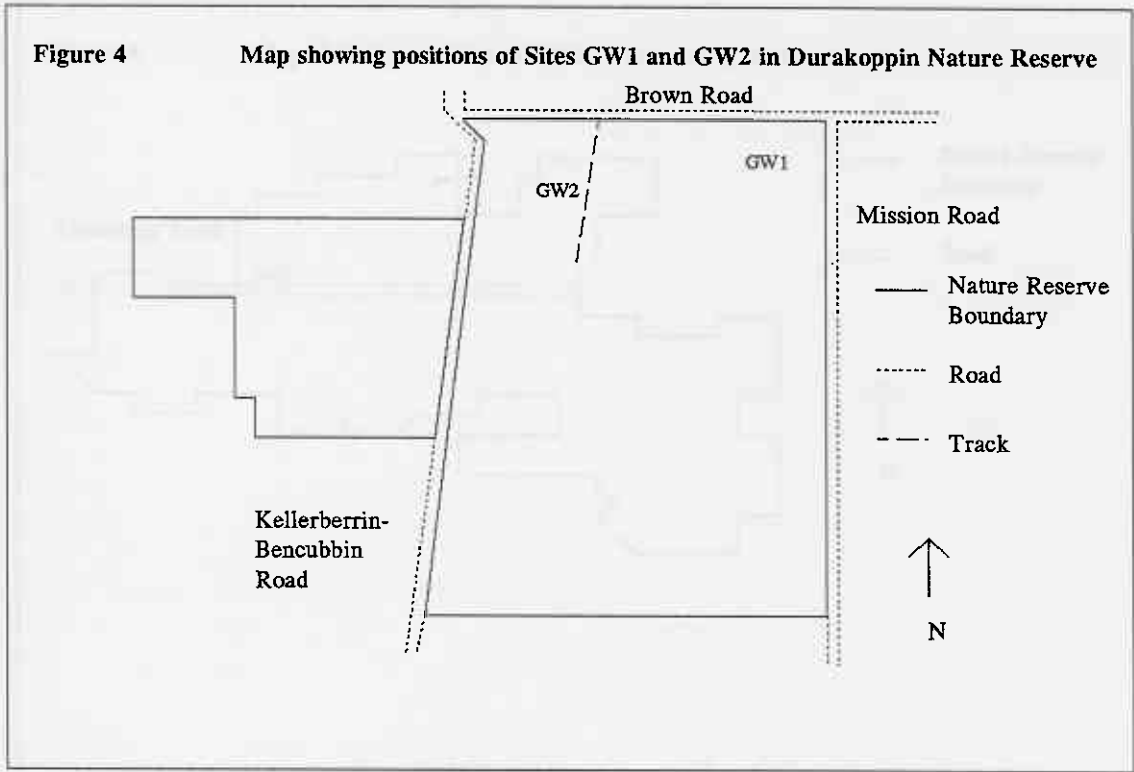 Figure 4 Map showing positions of Sites GW1 and GW2 in Durakoppin Nature Reserve
Brown Road
GW1
GW2
Mission Road
Nature Reserve
Boundary
Road
Track
Kellerberrin-
Bencubbin
Road
N